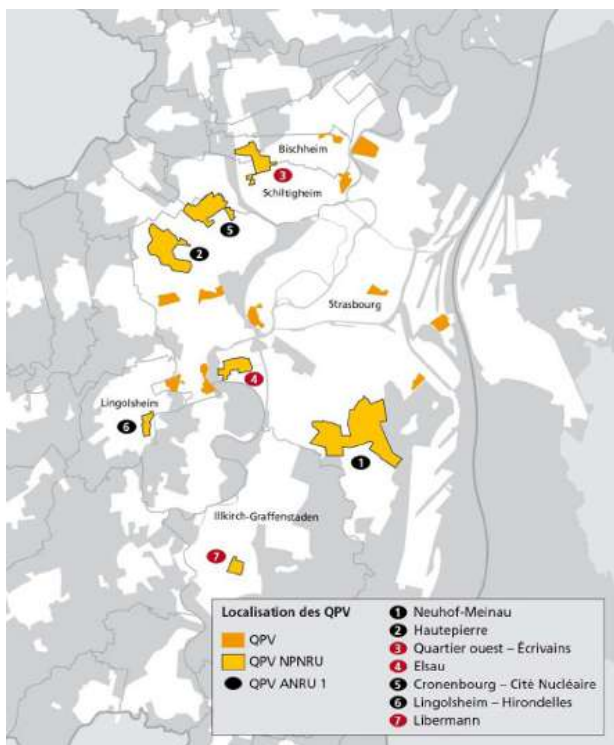 Bischheim
3
Schiltigheim
5
2
Strasbourg
4
Lingolsheim
6
1
Illkirch-Graffenstaden
7
Localisation des QPV
QPV
QPV NPNRU
QPV ANRU 1
1 Neuhof-Meinau
2 Hautepierre
3 Quartier ouest – Écrivains
4 Elsau
5 Cronenbourg – Cité Nucléaire
6 Lingolsheim – Hirondelles
7 Libermann